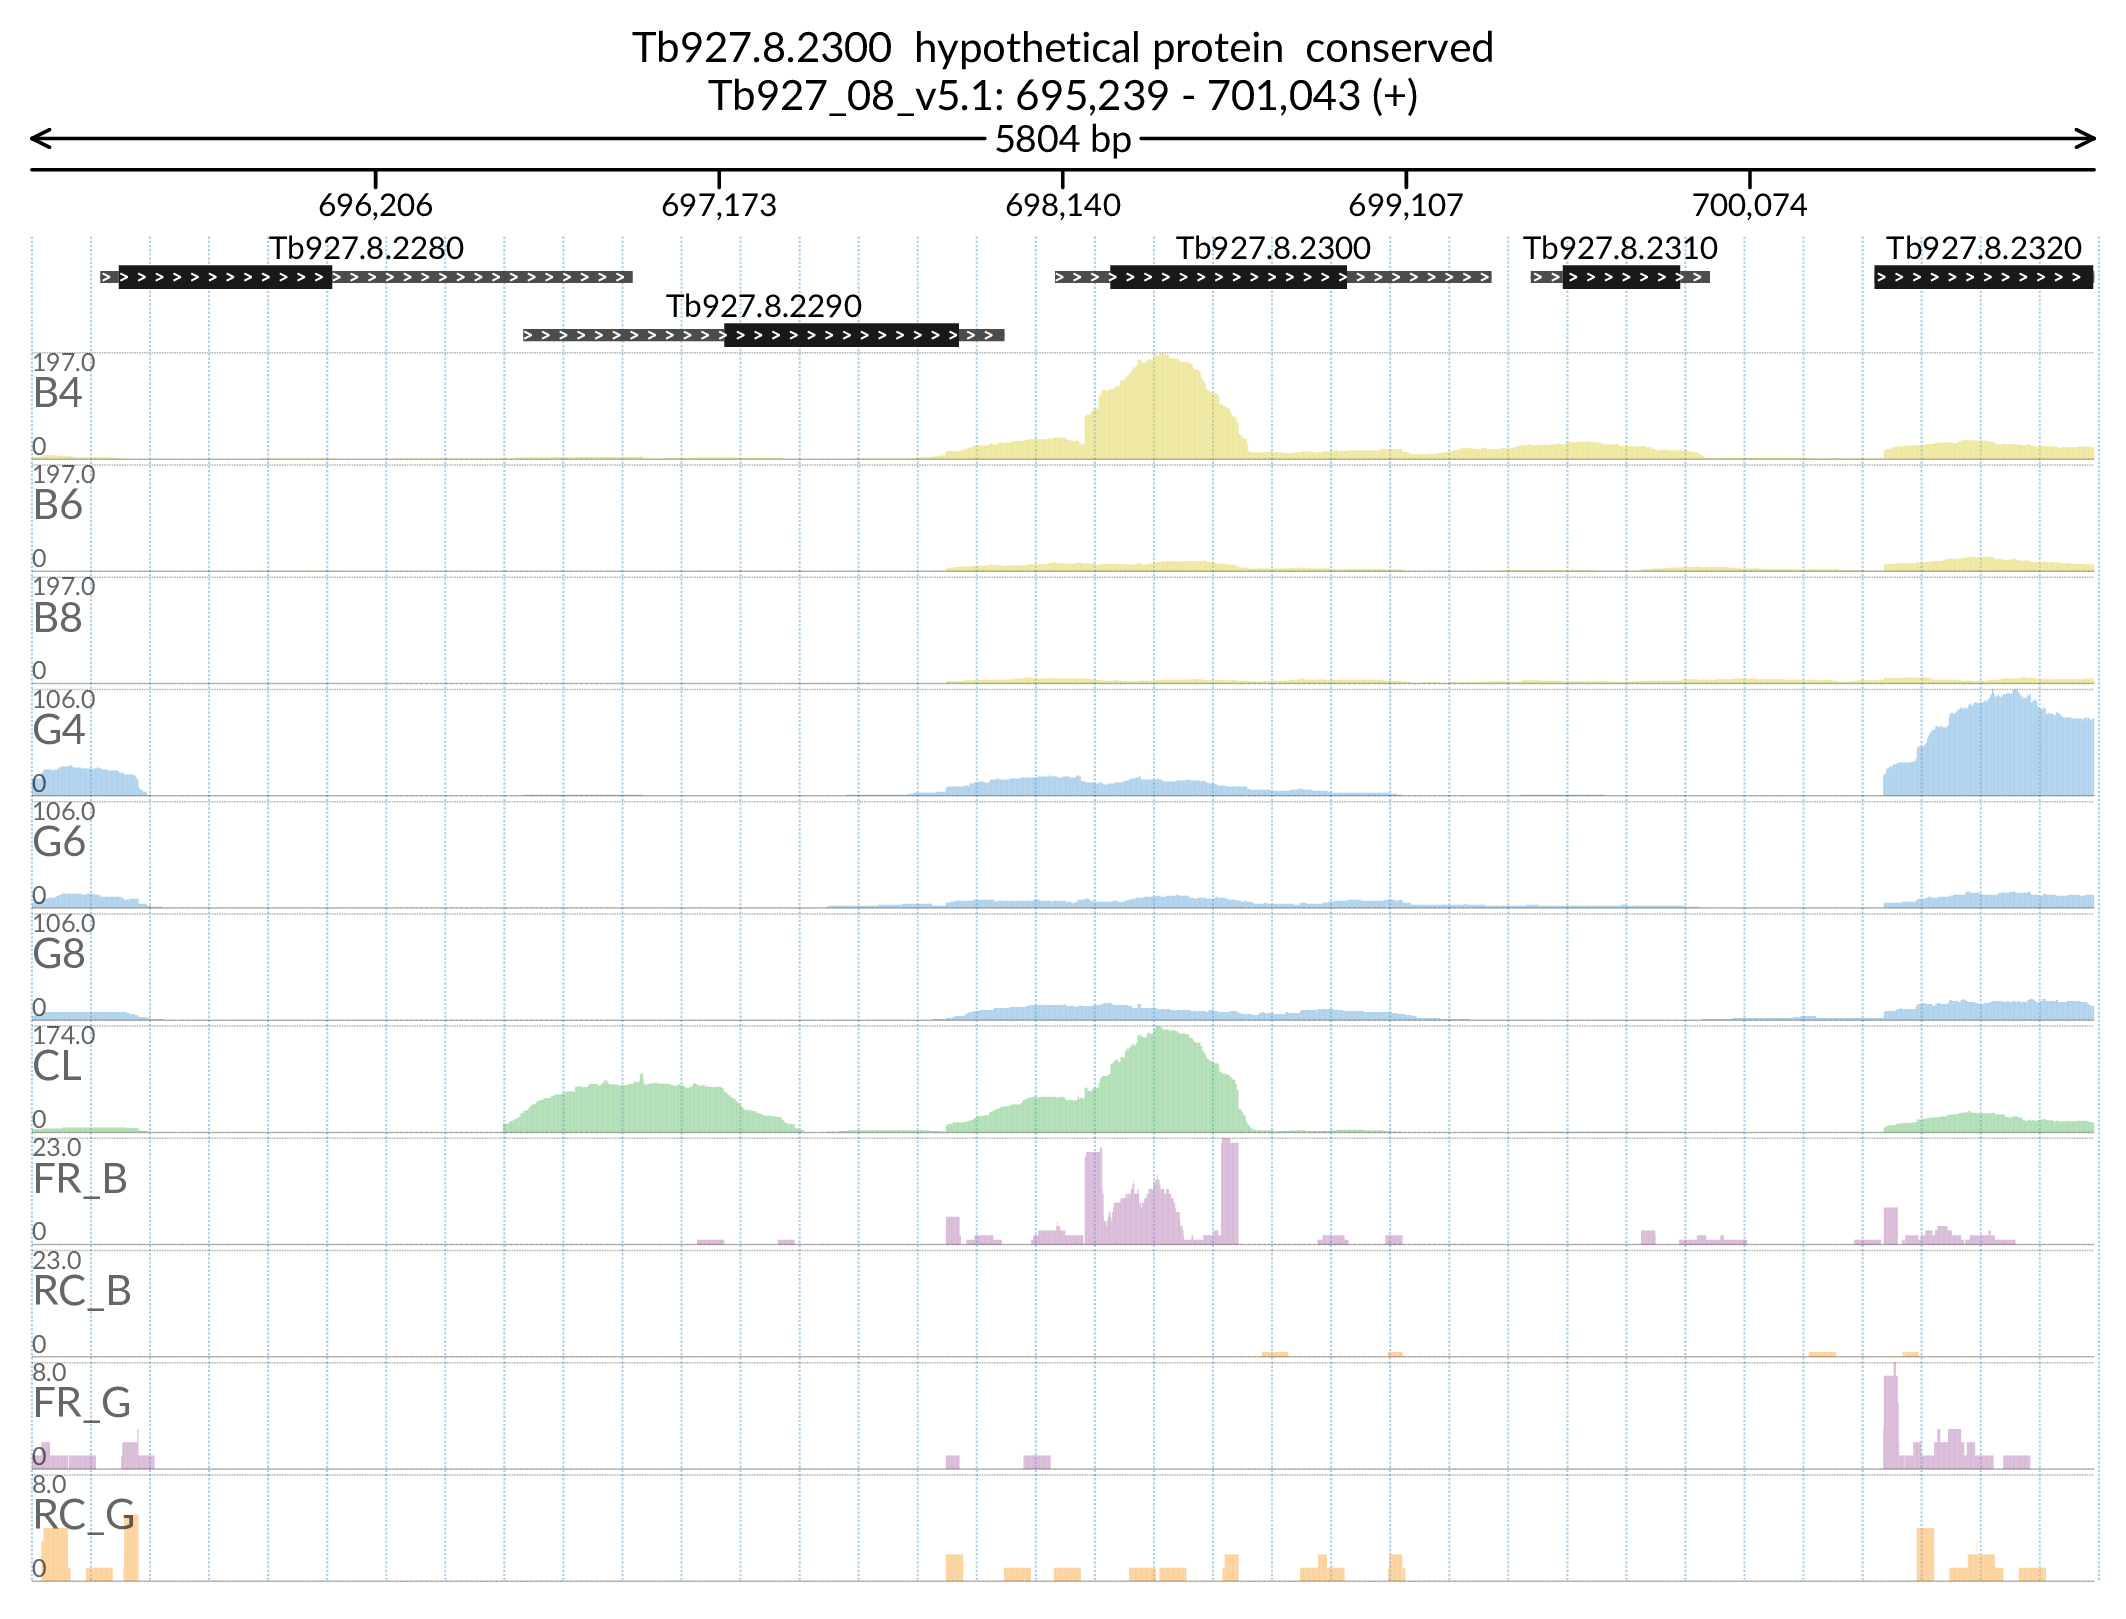 Tb927.8.2300  hypothetical protein  conserved
Tb927_08_v5.1: 695,239 - 701,043 (+)
5804 bp
696,206 697,173 698,140 699,107 700,074
Tb927.8.2280 Tb927.8.2300 Tb927.8.2310 Tb927.8.2320
Tb927.8.2290
197.0
B4
0
197.0
B6
0
197.0
B8
0
106.0
G4
0
106.0
G6
0
106.0
G8
0
174.0
CL
0
23.0
FR_B
0
23.0
RC_B
0
8.0
FR_G
0
8.0
RC_G
0